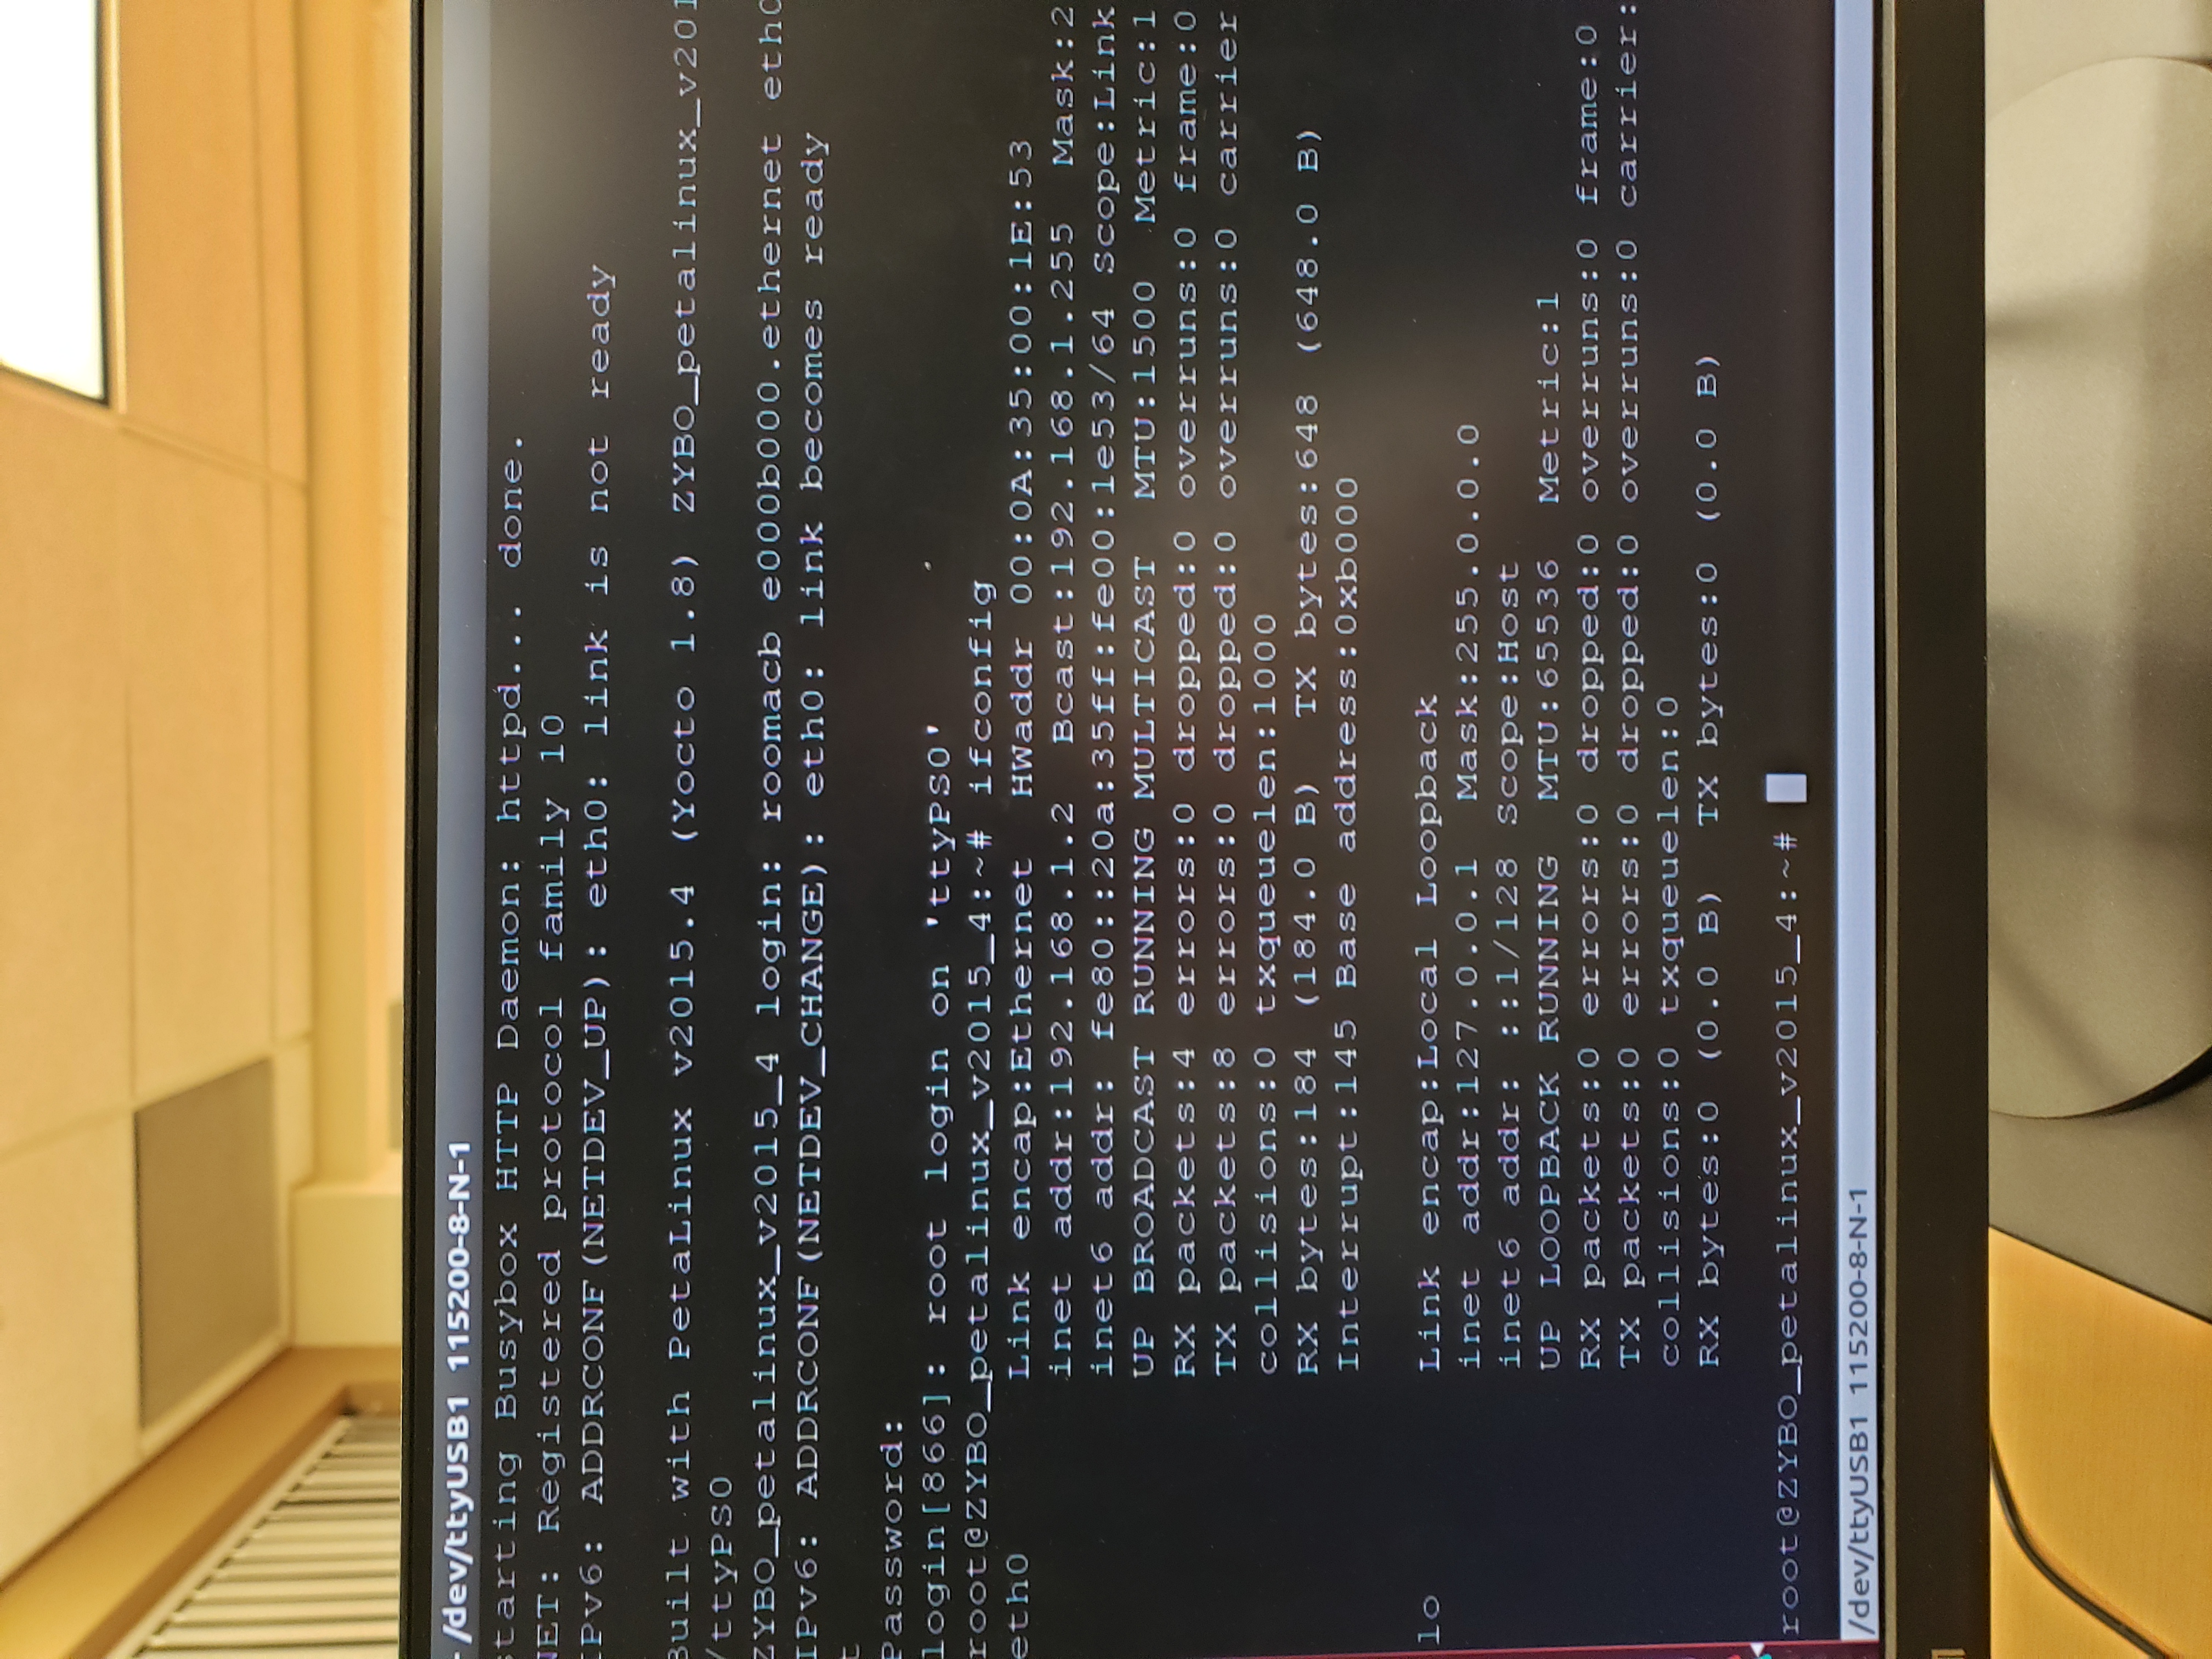 - /dev/ttyUSB1 115200-8-N-1
starting Busybox HTTP Daemon: httpd... done.
NET: Registered protocol family 10
IPv6: ADDRCONF(NETDEV_UP): eth0: link is not ready
Built with PetaLinux v2015.4 (Yocto 1.8) ZYBO_petalinux_v201
/ttyPS0
ZYBO_petalinux_v2015_4 login: roomacb e000b000.ethernet eth0
IPv6: ADDRCONF(NETDEV_CHANGE): eth0: link becomes ready
t
Password:
login[866]: root login on 'ttyPS0'
root@ZYBO_petalinux_v2015_4:~# ifconfig
eth0 Link encap:Ethernet HWaddr 00:0A:35:00:1E:53
inet addr:192.168.1.2 Bcast:192.168.1.255 Mask:2
inet6 addr: fe80::20a:35ff:fe00:1e53/64 Scope:Link
UP BROADCAST RUNNING MULTICAST MTU:1500 Metric:1
RX packets:4 errors:0 dropped:0 overruns:0 frame:0
TX packets:8 errors:0 dropped:0 overruns:0 carrier
collisions:0 txqueuelen:1000
RX bytes:184 (184.0 B) TX bytes:648 (648.0 B)
Interrupt:145 Base address:0xb000
lo Link encap:Local Loopback
inet addr:127.0.0.1 Mask:255.0.0.0
inet6 addr: ::1/128 Scope:Host
UP LOOPBACK RUNNING MTU:65536 Metric:1
RX packets:0 errors:0 dropped:0 overruns:0 frame:0
TX packets:0 errors:0 dropped:0 overruns:0 carrier:
collisions:0 txqueuelen:0
RX bytes:0 (0.0 B) TX bytes:0 (0.0 B)
root@ZYBO_petalinux_v2015_4:~#
/dev/ttyUSB1 115200-8-N-1